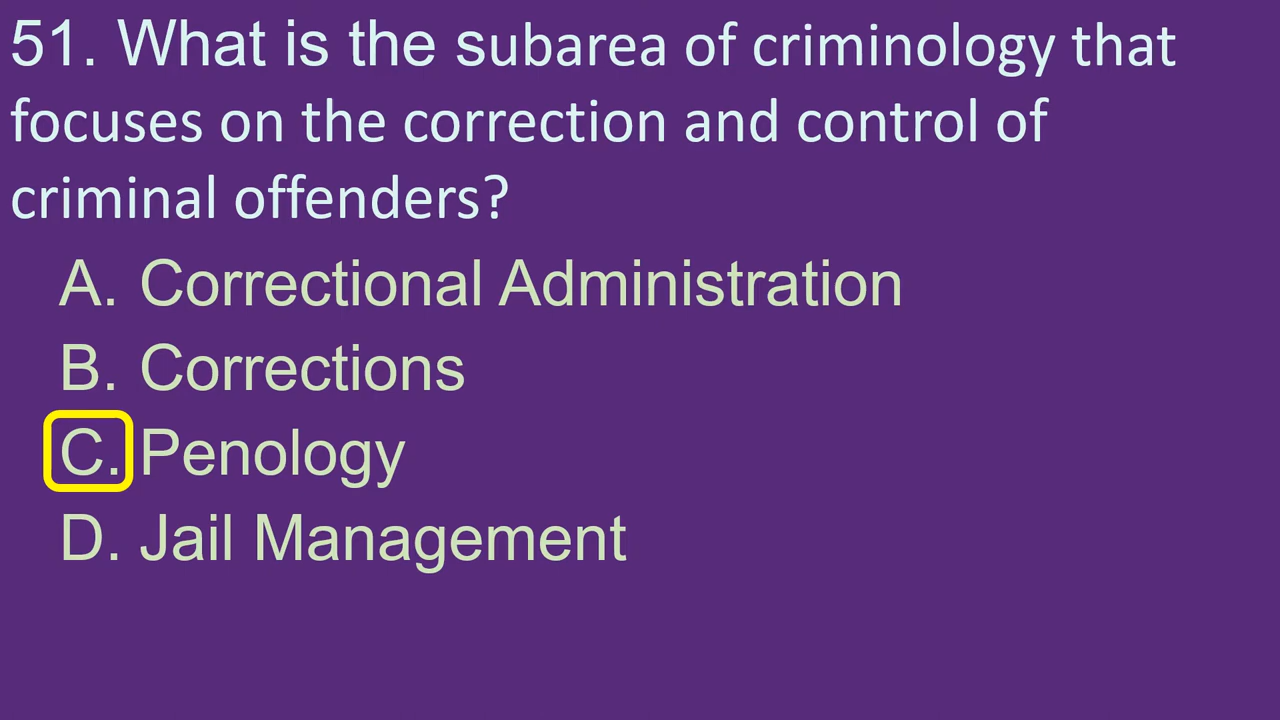 51. What is the subarea of criminology that
focuses on the correction and control of
criminal offenders?
A. Correctional Administration
B. Corrections
C. Penology
D. Jail Management